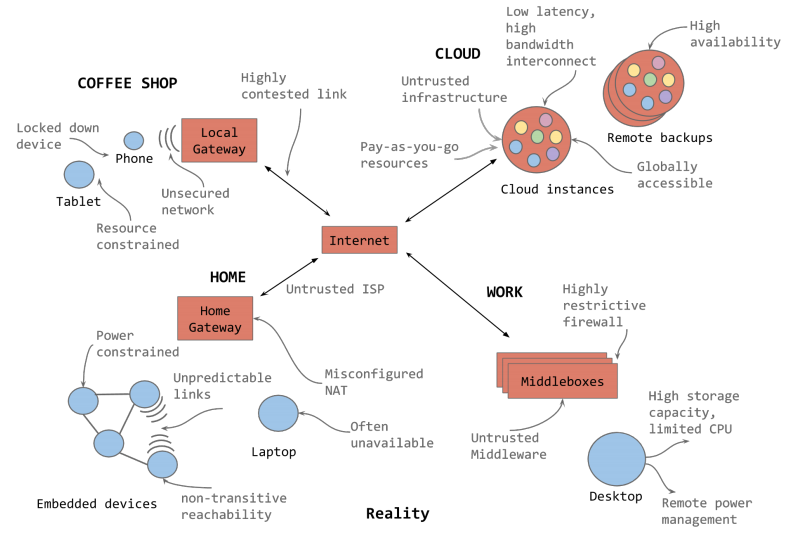 COFFEE SHOP
Highly
contested link
Locked down
device
Phone
Local
Gateway
Tablet
Unsecured
network
Resource
constrained
CLOUD
Low latency,
high
bandwidth
interconnect
High
availability
Untrusted
infrastructure
Remote backups
Pay-as-you-go
resources
Globally
accessible
Cloud instances
Internet
HOME
Untrusted ISP
Home
Gateway
Power
constrained
Unpredictable
links
Misconfigured
NAT
Laptop
Often
unavailable
Embedded devices
non-transitive
reachability
WORK
Highly
restrictive
firewall
Middleboxes
Untrusted
Middleware
High storage
capacity,
limited CPU
Desktop
Remote power
management
Reality